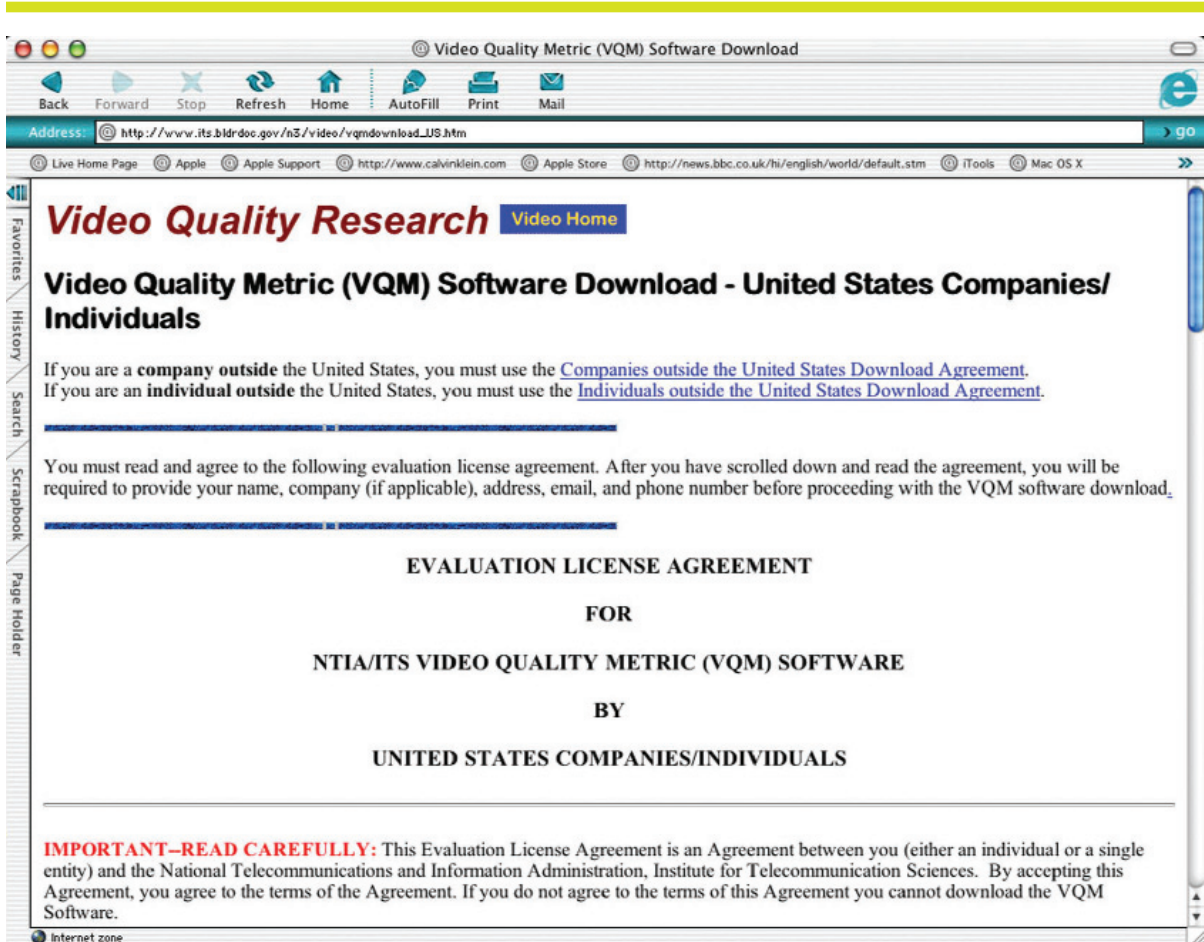 Video Quality Metric (VQM) Software Download
Back Forward Stop Refresh Home AutoFill Print Mail
Address: http://www.its.bldrdoc.gov/n3/video/vqmdownload_US.htm go
Live Home Page Apple Apple Support http://www.calvinklein.com Apple Store http://news.bbc.co.uk/hi/english/world/default.stm iTools Mac OS X
Favorites
History
Search
Scrapbook
Page Holder
Video Quality Research Video Home
Video Quality Metric (VQM) Software Download - United States Companies/
Individuals
If you are a company outside the United States, you must use the Companies outside the United States Download Agreement.
If you are an individual outside the United States, you must use the Individuals outside the United States Download Agreement.
You must read and agree to the following evaluation license agreement. After you have scrolled down and read the agreement, you will be
required to provide your name, company (if applicable), address, email, and phone number before proceeding with the VQM software download.
EVALUATION LICENSE AGREEMENT
FOR
NTIA/ITS VIDEO QUALITY METRIC (VQM) SOFTWARE
BY
UNITED STATES COMPANIES/INDIVIDUALS
IMPORTANT--READ CAREFULLY: This Evaluation License Agreement is an Agreement between you (either an individual or a single
entity) and the National Telecommunications and Information Administration, Institute for Telecommunication Sciences. By accepting this
Agreement, you agree to the terms of the Agreement. If you do not agree to the terms of this Agreement you cannot download the VQM
Software.
Internet zone